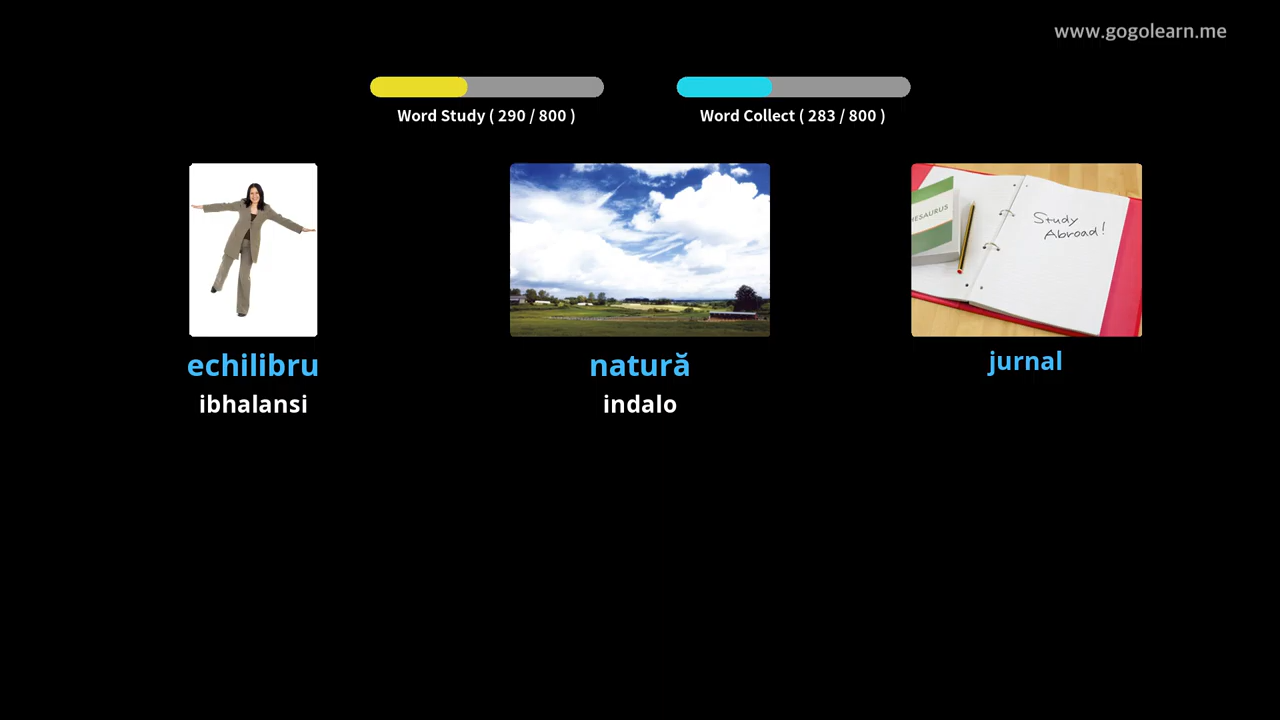 www.gogolearn.me
Word Study ( 290 / 800 )
Word Collect ( 283 / 800 )
ESAURUS
Study
Abroad!
echilibru
natură
jurnal
ibhalansi
indalo